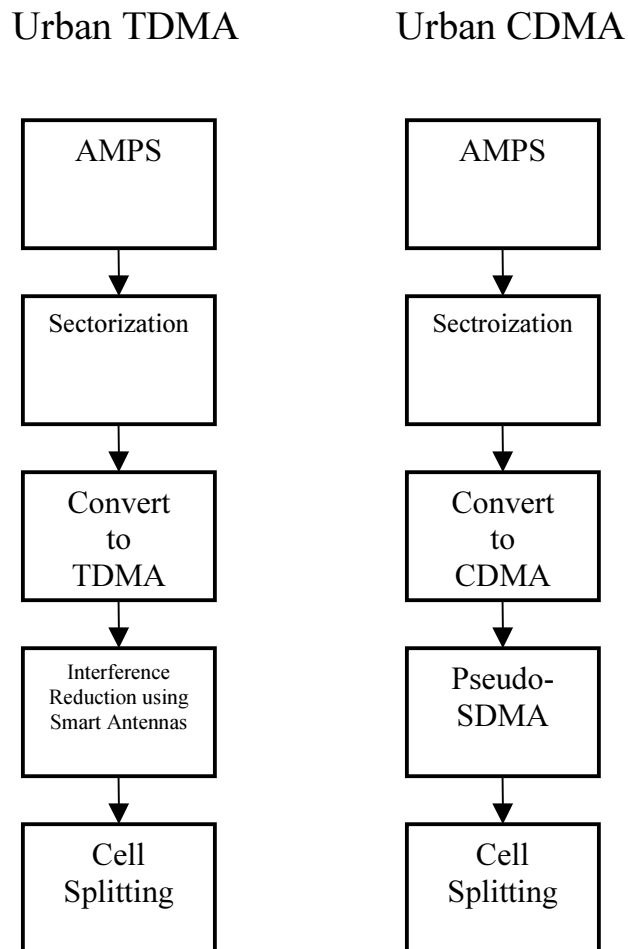 Urban TDMA
AMPS
Sectorization
Convert
to
TDMA
Interference
Reduction using
Smart Antennas
Cell
Splitting
Urban CDMA
AMPS
Sectroization
Convert
to
CDMA
Pseudo-
SDMA
Cell
Splitting